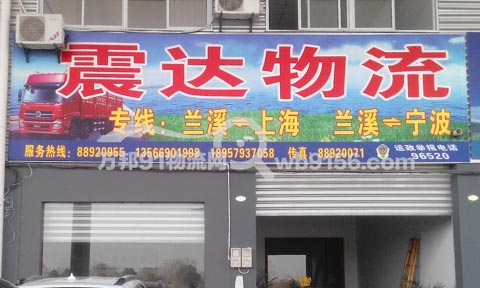 震达物流
专线：兰溪⇌上海 兰溪⇌宁波
服务热线：88920955 13566901998 18957937058 传真：88920071
运政举报电话
96520
万邦91物流网 wb9156.com